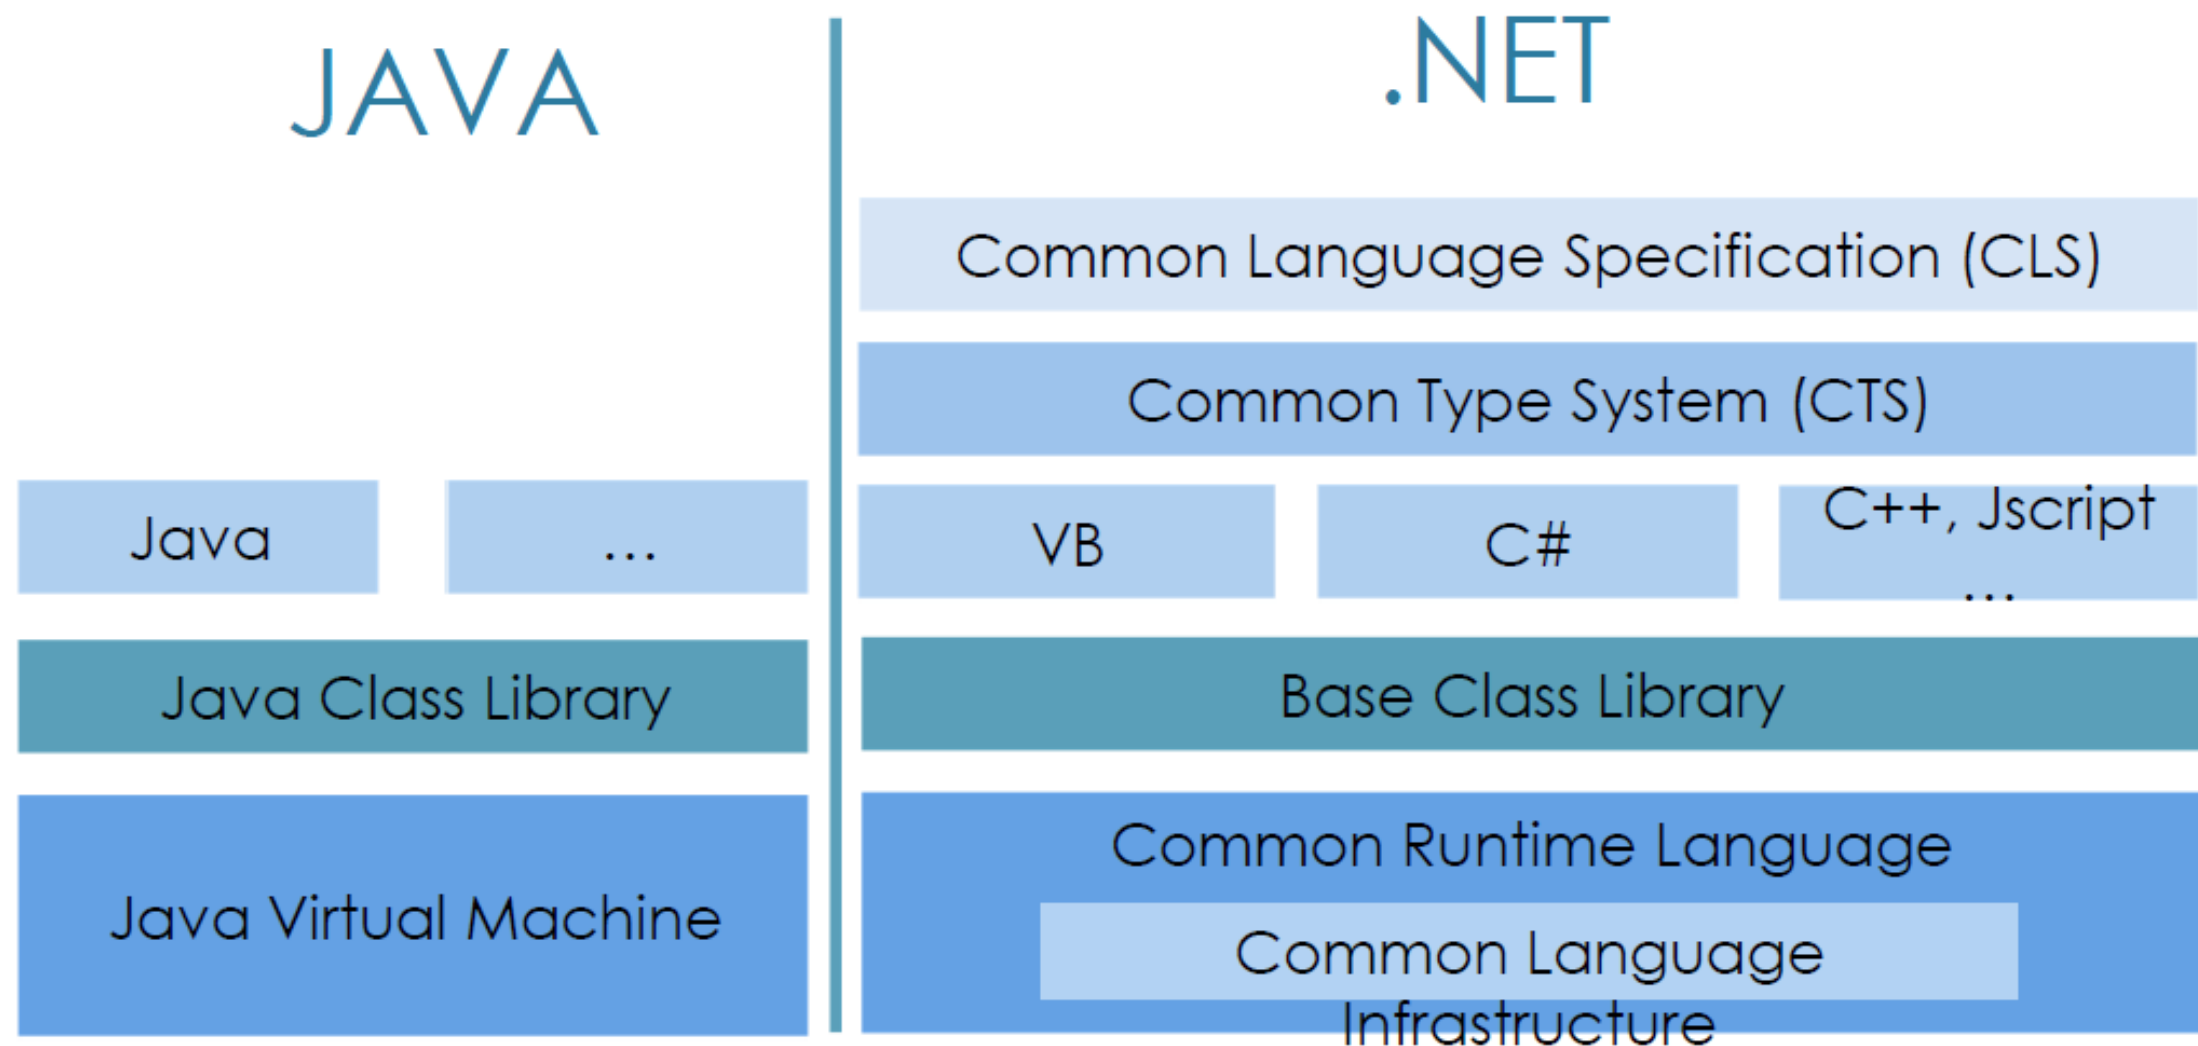 JAVA
Java
...
Java Class Library
Java Virtual Machine
.NET
Common Language Specification (CLS)
Common Type System (CTS)
VB
C#
C++, Jscript
...
Base Class Library
Common Runtime Language
Common Language
Infrastructure